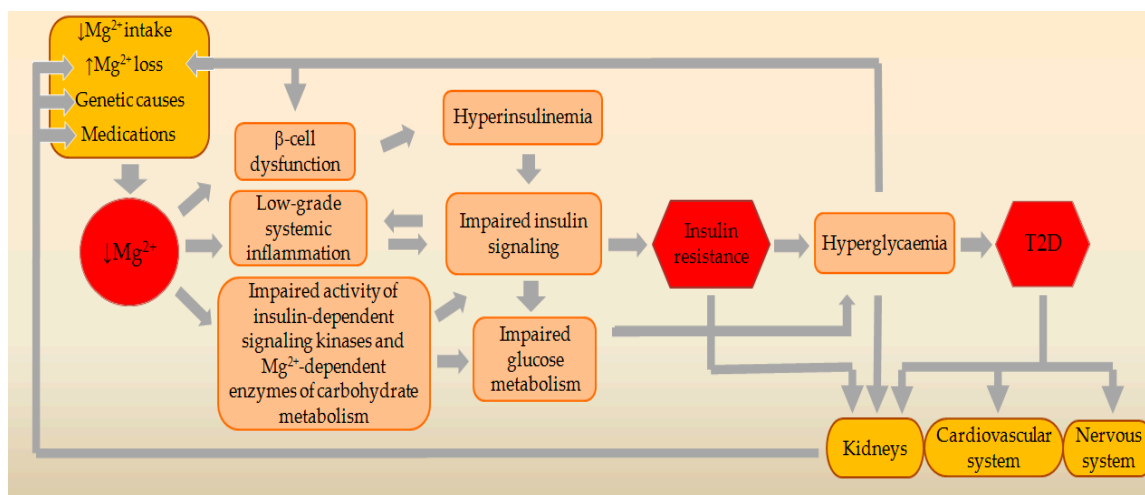 ↓Mg²⁺ intake
↑Mg²⁺ loss
Genetic causes
Medications
↓Mg²⁺
β-cell
dysfunction
Low-grade
systemic
inflammation
Impaired activity of
insulin-dependent
signaling kinases and
Mg²⁺-dependent
enzymes of carbohydrate
metabolism
Hyperinsulinemia
Impaired insulin
signaling
Impaired
glucose
metabolism
Insulin
resistance
Hyperglycaemia
T2D
Kidneys
Cardiovascular
system
Nervous
system